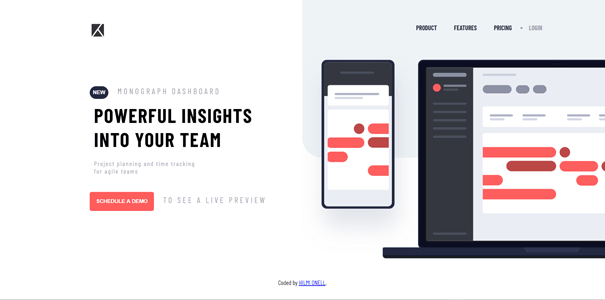 PRODUCT FEATURES PRICING LOGIN
NEW MONOGRAPH DASHBOARD
POWERFUL INSIGHTS
INTO YOUR TEAM
Project planning and time tracking
for agile teams
SCHEDULE A DEMO TO SEE A LIVE PREVIEW
Coded by HILMI ONELL.